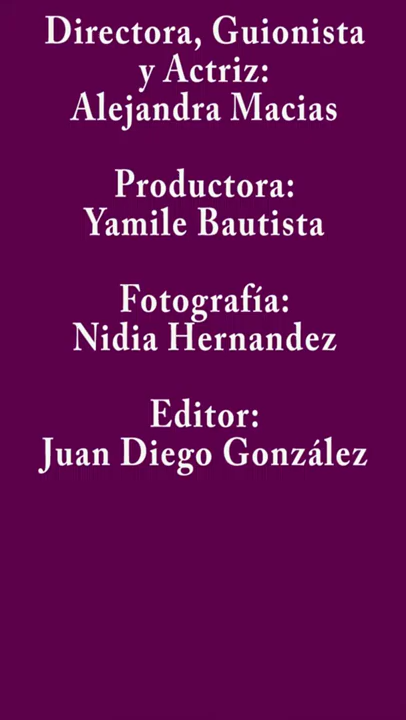 Directora, Guionista
y Actriz:
Alejandra Macias
Productora:
Yamile Bautista
Fotografía:
Nidia Hernandez
Editor:
Juan Diego González